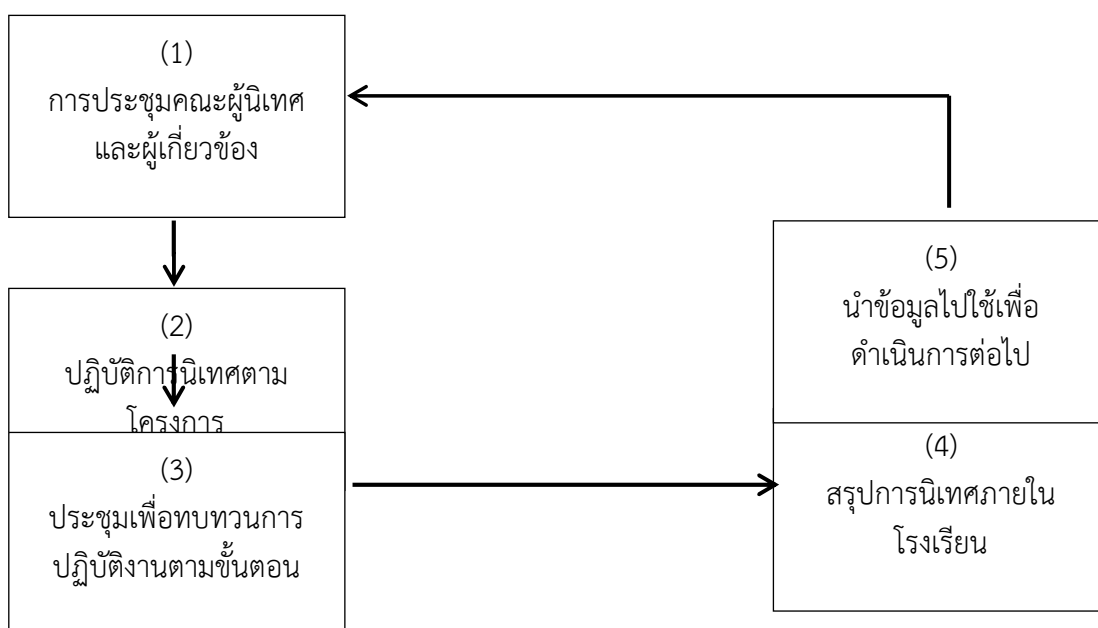 (1)
การประชุมคณะผู้นิเทศ
และผู้เกี่ยวข้อง
(2)
ปฏิบัติการนิเทศตาม
โครงการ
(3)
ประชุมเพื่อทบทวนการ
ปฏิบัติงานตามขั้นตอน
(5)
นำข้อมูลไปใช้เพื่อ
ดำเนินการต่อไป
(4)
สรุปการนิเทศภายใน
โรงเรียน